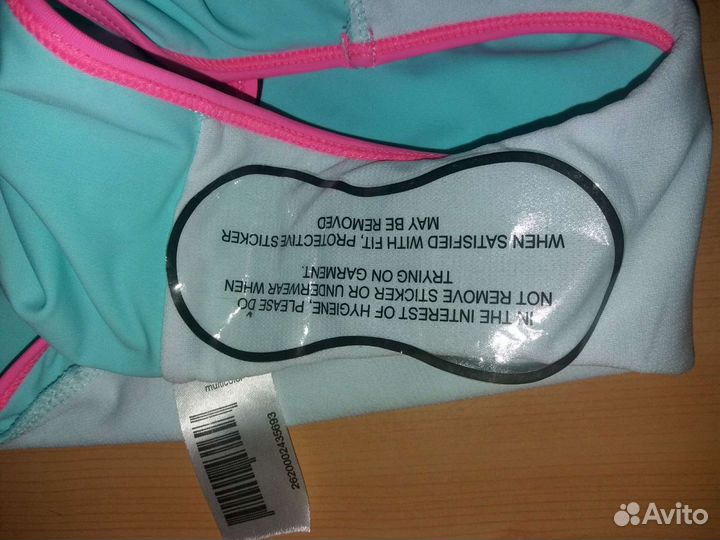 IN THE INTEREST OF HYGIENE, PLEASE DO
NOT REMOVE STICKER OR UNDERWEAR WHEN
TRYING ON GARMENT.
WHEN SATISFIED WITH FIT, PROTECTIVE STICKER
MAY BE REMOVED
2620002435693
Avito